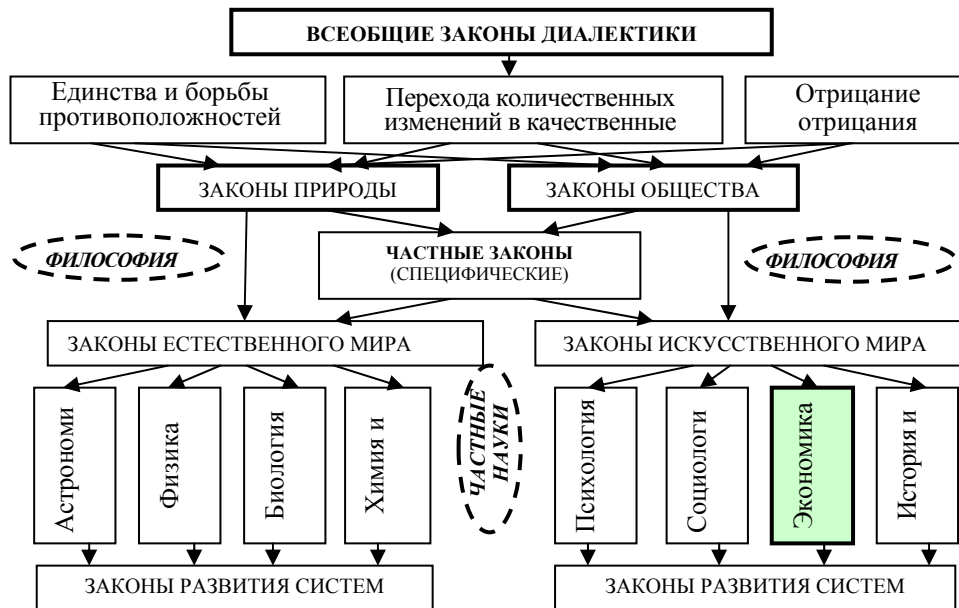 ВСЕОБЩИЕ ЗАКОНЫ ДИАЛЕКТИКИ
Единства и борьбы
противоположностей
Перехода количественных
изменений в качественные
Отрицание
отрицания
ЗАКОНЫ ПРИРОДЫ
ЗАКОНЫ ОБЩЕСТВА
ФИЛОСОФИЯ
ЧАСТНЫЕ ЗАКОНЫ
(СПЕЦИФИЧЕСКИЕ)
ФИЛОСОФИЯ
ЗАКОНЫ ЕСТЕСТВЕННОГО МИРА
ЗАКОНЫ ИСКУССТВЕННОГО МИРА
Астрономи
Физика
Биология
Химия и
ЧАСТНЫЕ
НАУКИ
Психология
Социологи
Экономика
История и
ЗАКОНЫ РАЗВИТИЯ СИСТЕМ
ЗАКОНЫ РАЗВИТИЯ СИСТЕМ